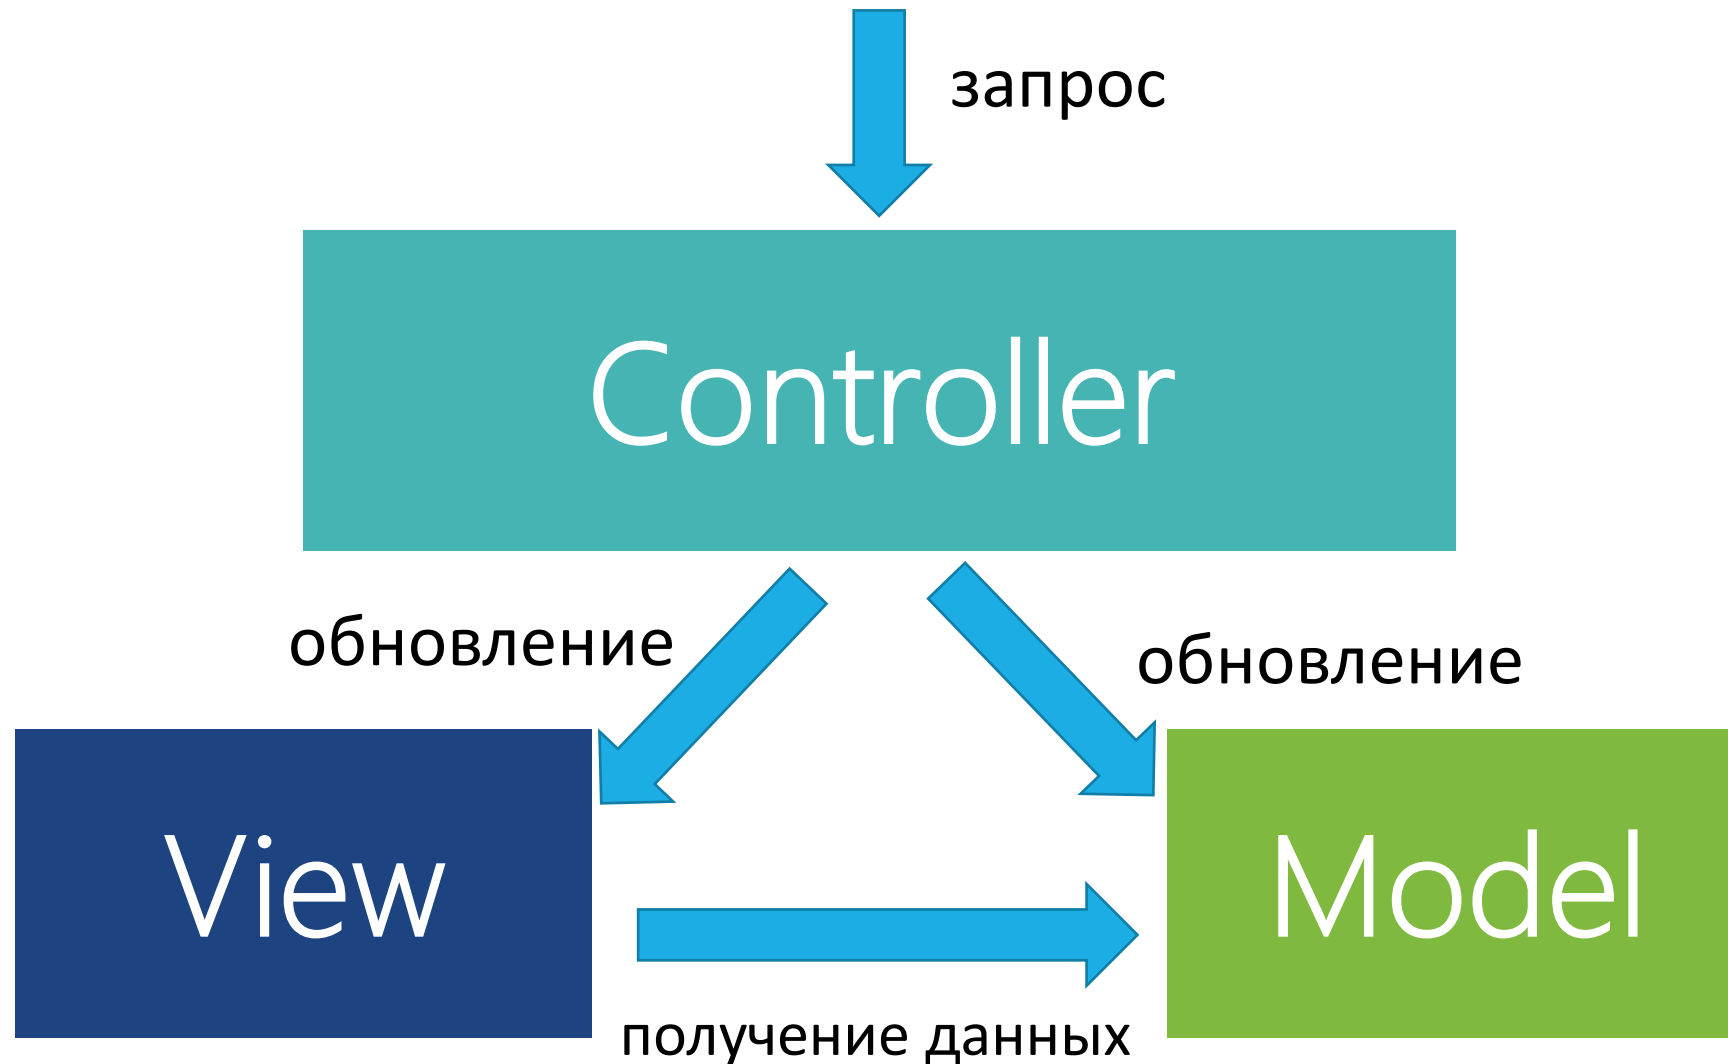 запрос
Controller
обновление
обновление
View
Model
получение данных